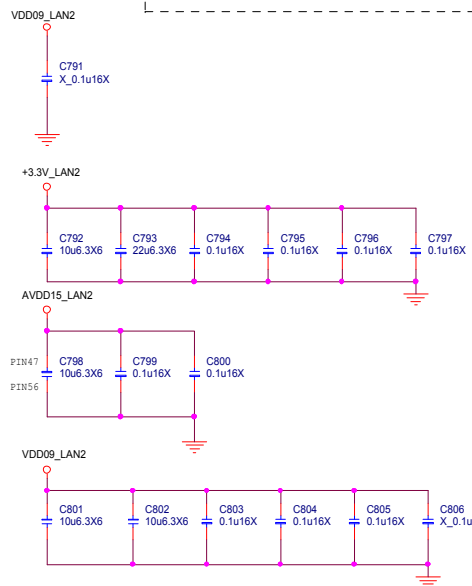 VDD09_LAN2
C791
X_0.1u16X
+3.3V_LAN2
C792 C793 C794 C795 C796 C797
10u6.3X6 22u6.3X6 0.1u16X 0.1u16X 0.1u16X 0.1u16X
AVDD15_LAN2
PIN47 C798 C799 C800
10u6.3X6 0.1u16X 0.1u16X
PIN56
VDD09_LAN2
C801 C802 C803 C804 C805 C806
10u6.3X6 10u6.3X6 0.1u16X 0.1u16X 0.1u16X X_0.1u